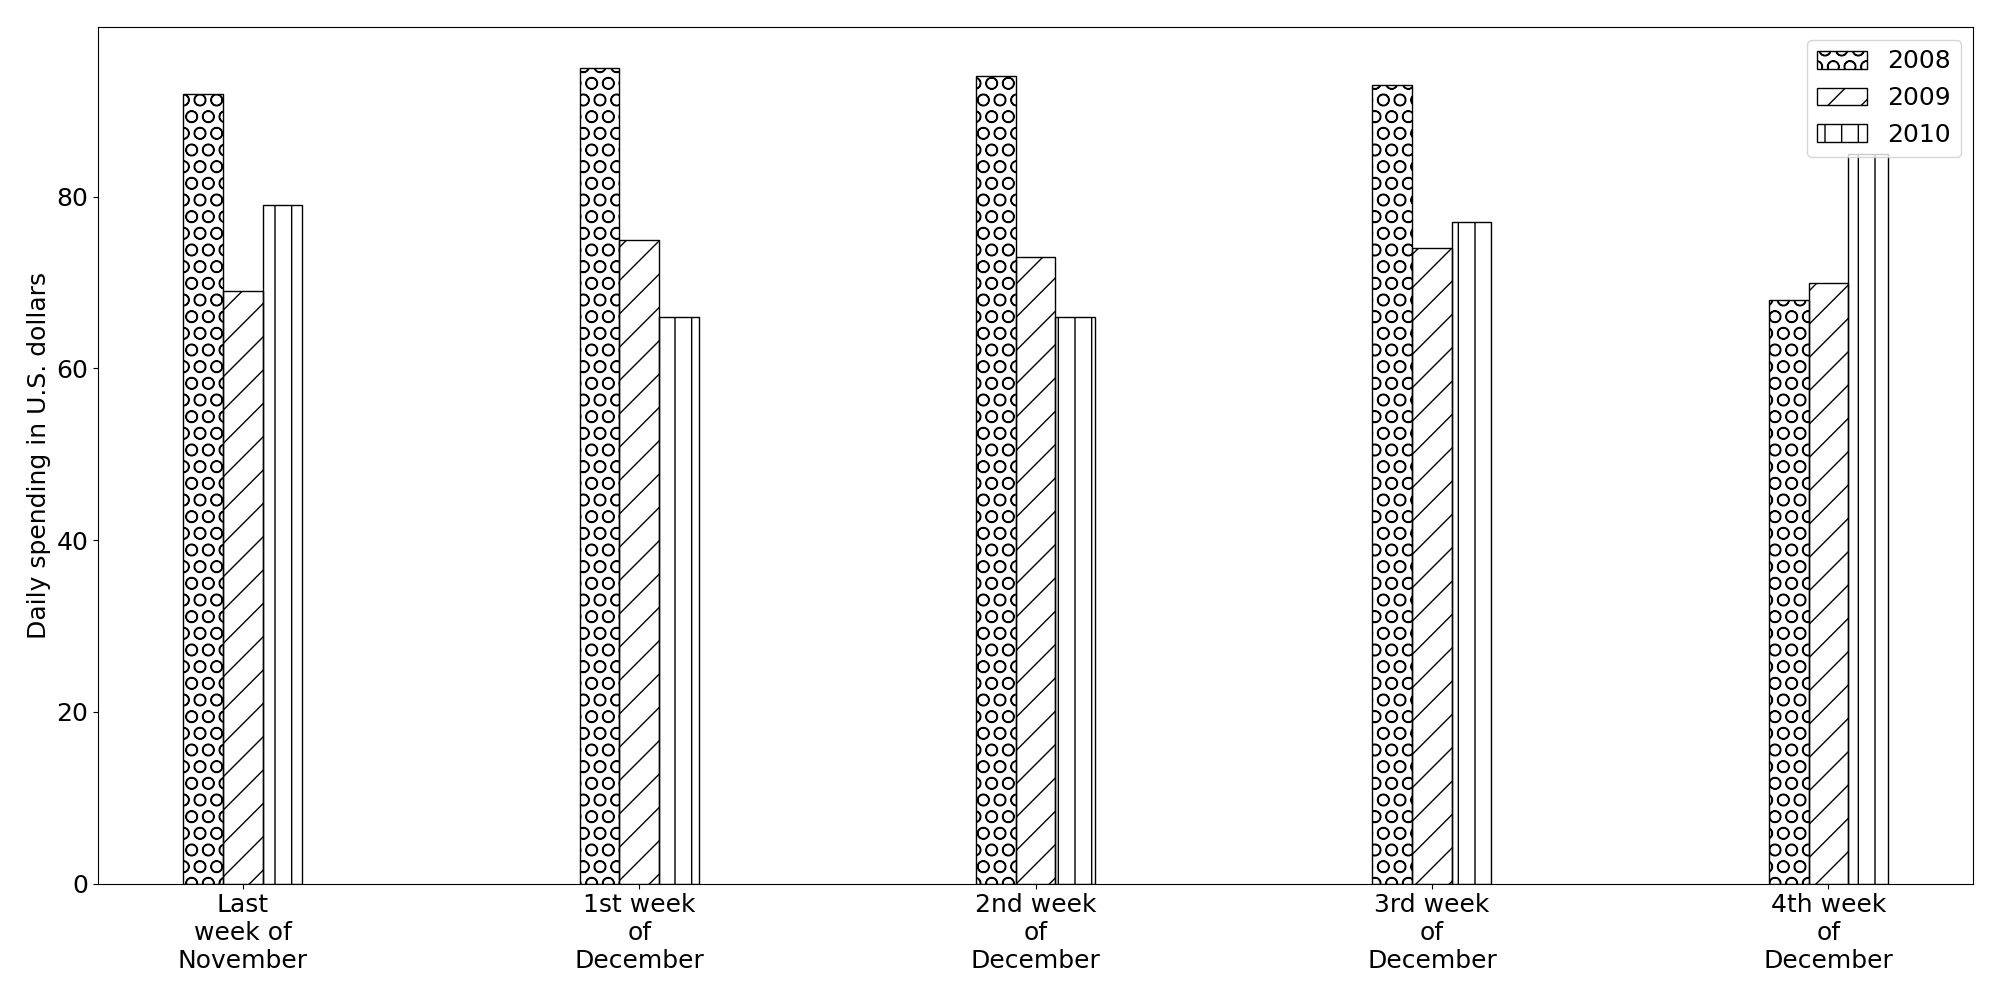 2008
2009
2010
Daily spending in U.S. dollars
80
60
40
20
0
Last
week of
November
1st week
of
December
2nd week
of
December
3rd week
of
December
4th week
of
December